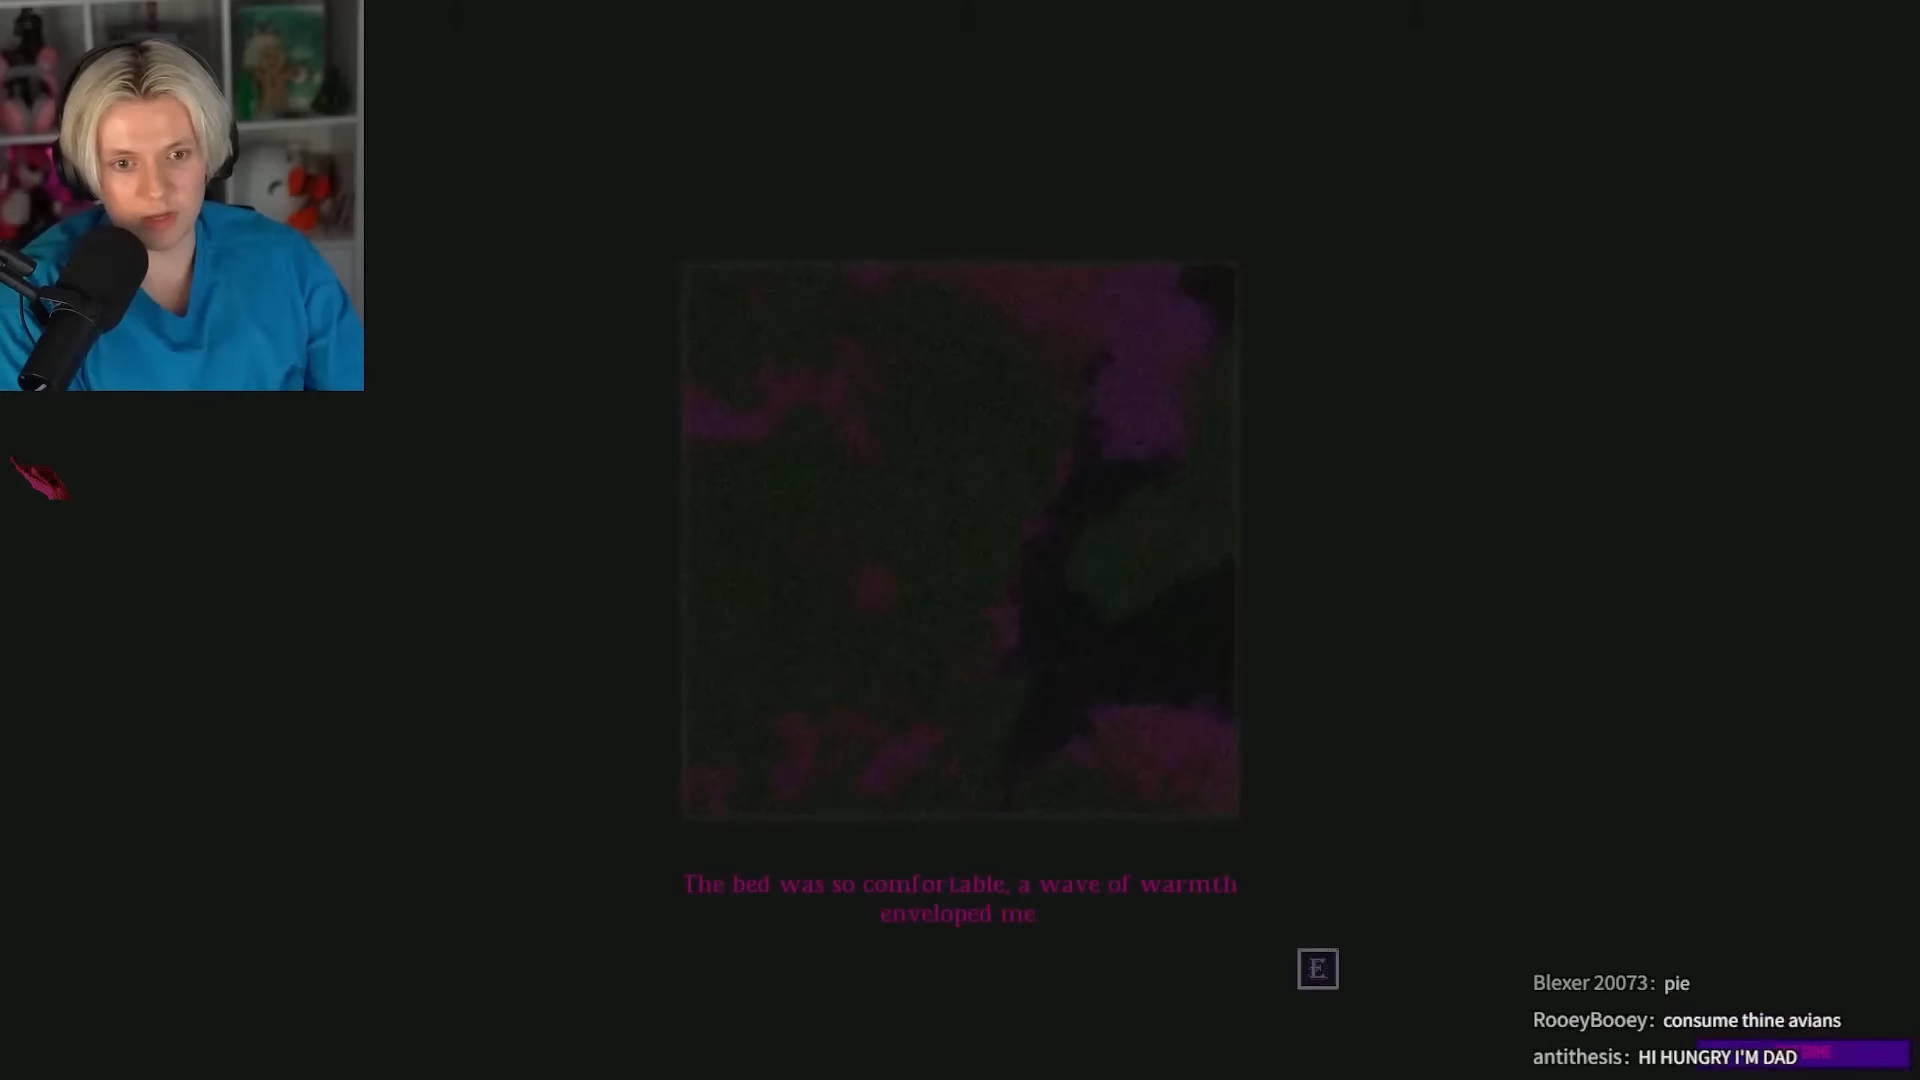 The bed was so comfortable, a wave of warmth
enveloped me.
E
Blexer 20073: pie
RooeyBooey: consume thine avians
antithesis: HI HUNGRY I'M DAD